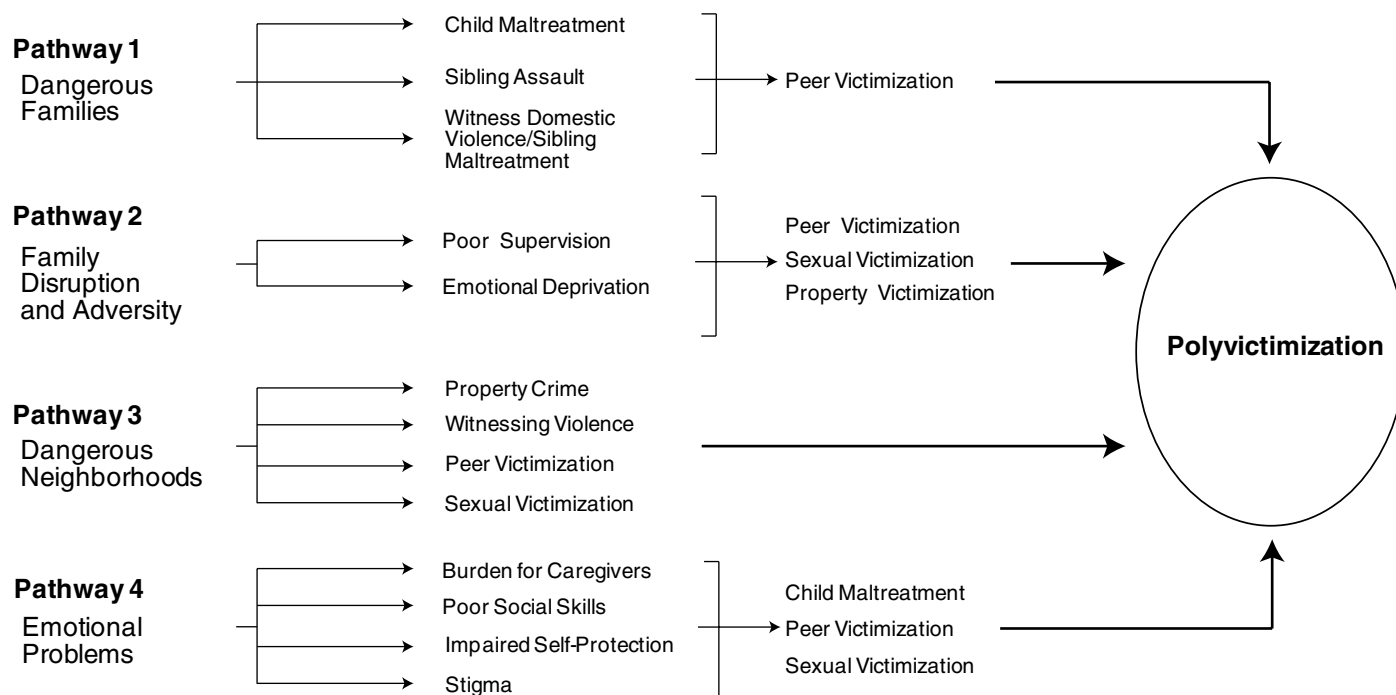 Pathway 1
Dangerous
Families
Child Maltreatment
Sibling Assault
Witness Domestic
Violence/Sibling
Maltreatment
Peer Victimization
Pathway 2
Family
Disruption
and Adversity
Poor Supervision
Emotional Deprivation
Peer Victimization
Sexual Victimization
Property Victimization
Polyvictimization
Pathway 3
Dangerous
Neighborhoods
Property Crime
Witnessing Violence
Peer Victimization
Sexual Victimization
Pathway 4
Emotional
Problems
Burden for Caregivers
Poor Social Skills
Impaired Self-Protection
Stigma
Child Maltreatment
Peer Victimization
Sexual Victimization